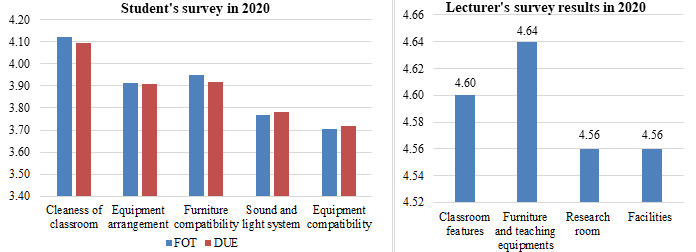 Student's survey in 2020
4.20
4.10
4.00
3.90
3.80
3.70
3.60
3.50
3.40
Cleaness of classroom
Equipment arrangement
Furniture compatibility
Sound and light system
Equipment compatibility
FOT
DUE
Lecturer's survey results in 2020
4.66
4.64
4.62
4.60
4.58
4.56
4.54
4.52
4.60
4.64
4.56
4.56
Classroom features
Furniture and teaching equipments
Research room
Facilities